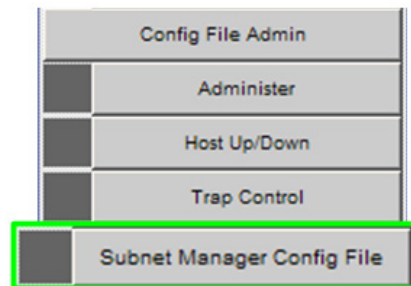 Config File Admin
Administer
Host Up/Down
Trap Control
Subnet Manager Config File